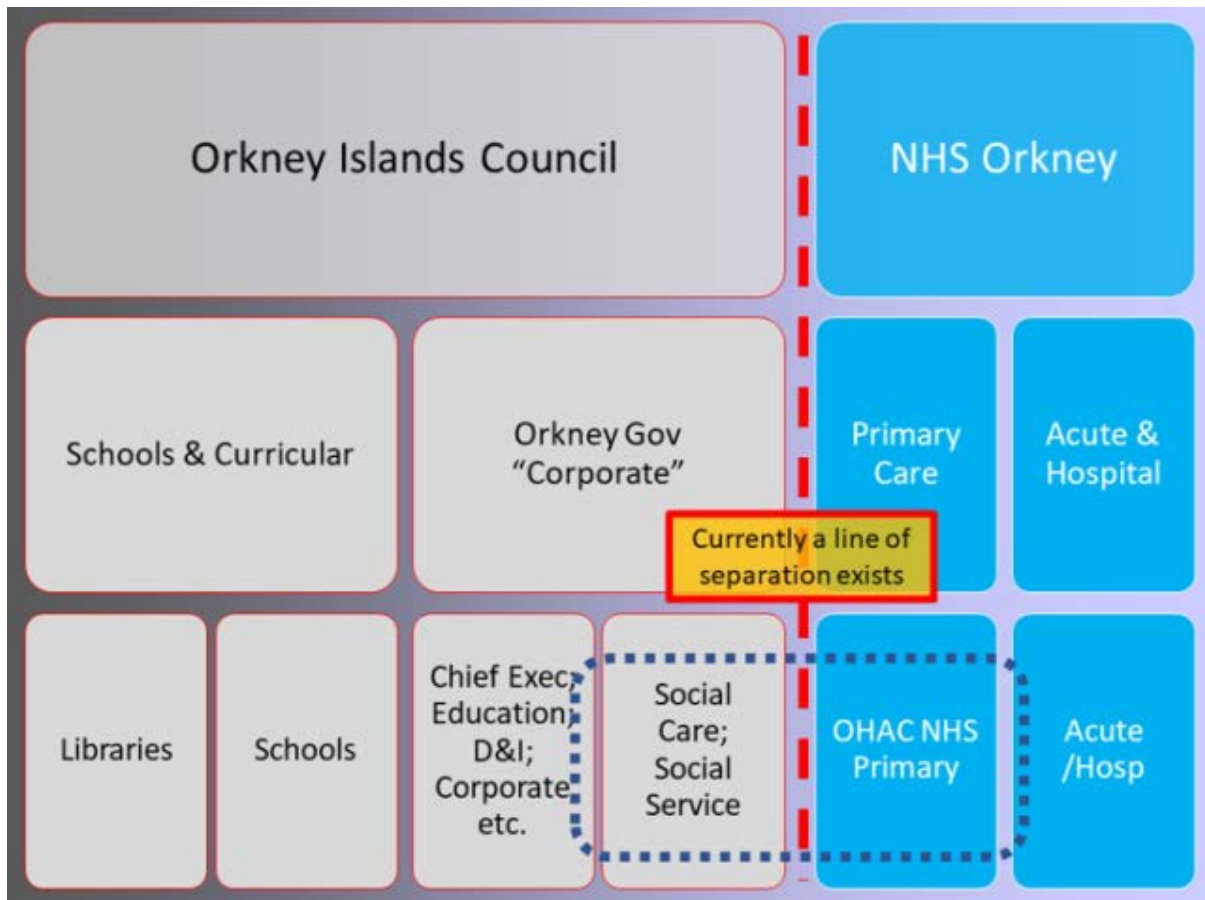 Orkney Islands Council
NHS Orkney
Schools & Curricular
Orkney Gov
“Corporate”
Primary
Care
Acute &
Hospital
Currently a line of
separation exists
Libraries
Schools
Chief Exec;
Education;
D&I;
Corporate
etc.
Social
Care;
Social
Service
OHAC NHS
Primary
Acute
/Hosp